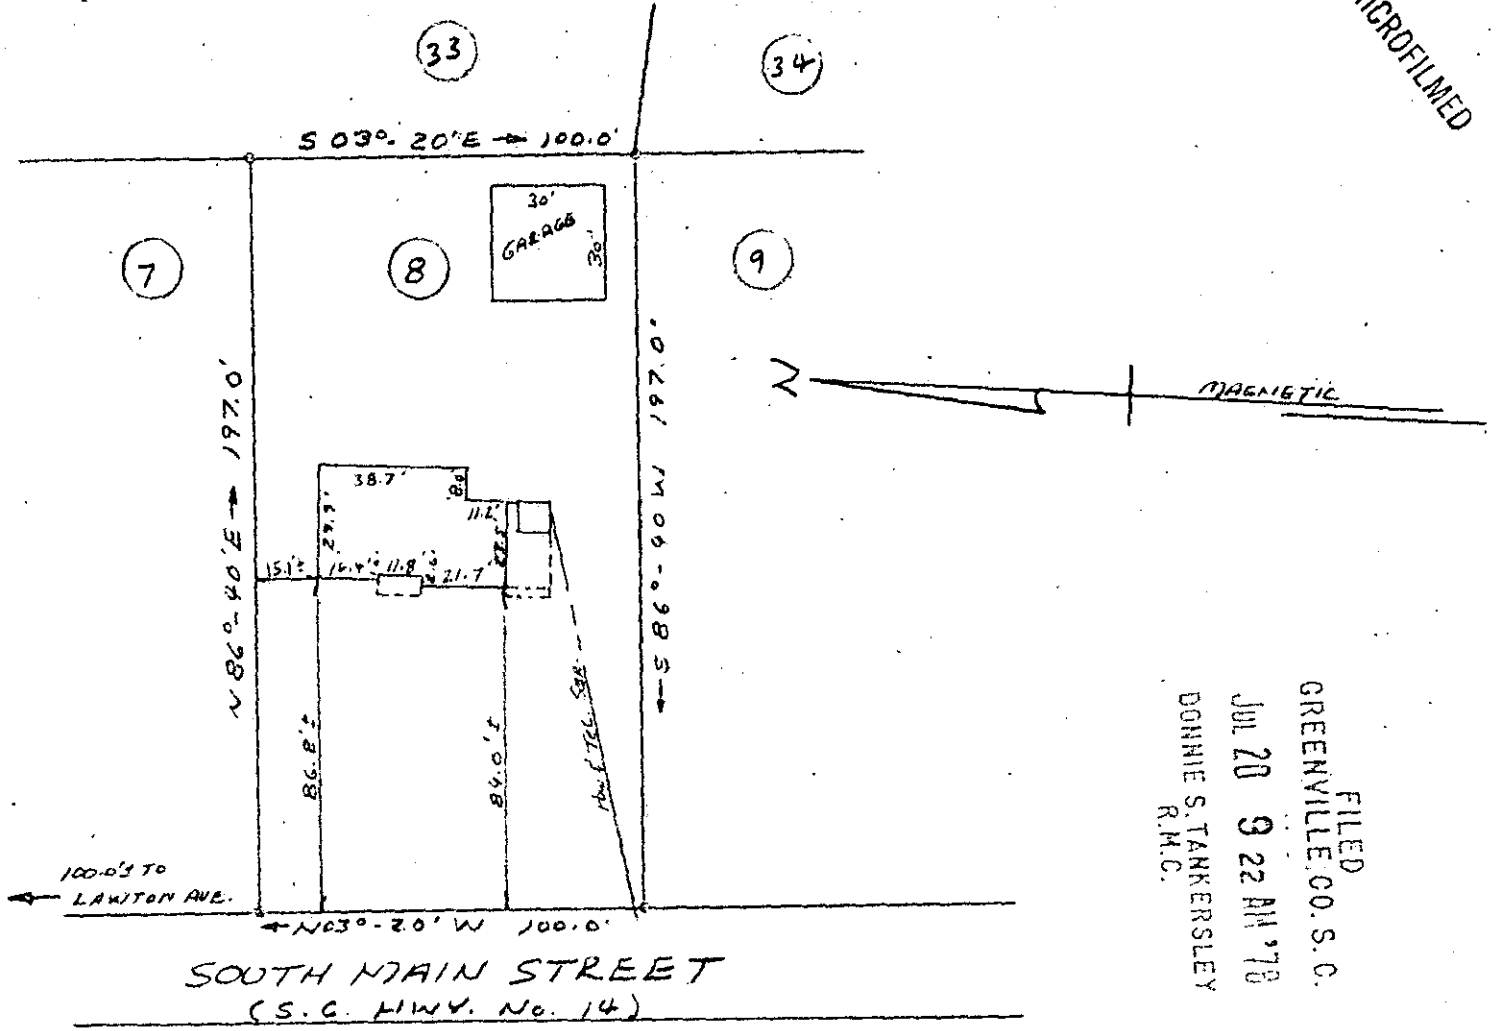 MICROFILMED
33
34
S 03°- 20'E → 100.0'
30'
GARAGE
30'
7
8
9
N 86°-40'E → 197.0'
← S 86°-40'W 197.0'
N
MAGNETIC
38.7'
8.0'
11.2'
29.9'
15.1'± 16.4' 11.8' 21.7'
86.8'±
84.0'±
100.0'± TO
← LAWTON AVE.
← N03°-20'W 100.0'
SOUTH MAIN STREET
(S.C. HWY. No. 14)
FILED
GREENVILLE CO. S. C.
JUL 20 9 22 AM '78
DONNIE S. TANKERSLEY
R.M.C.